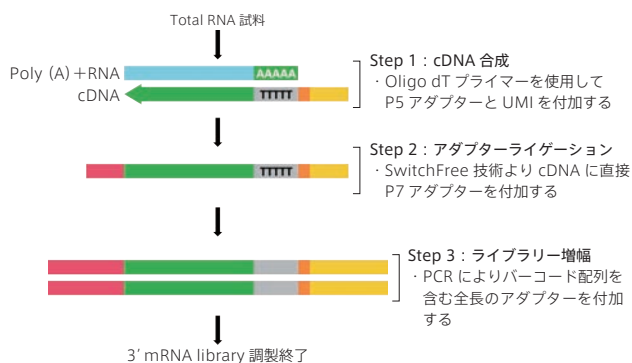 Total RNA 試料
Poly (A)+RNA
AAAAA
cDNA
TTTTT
Step 1：cDNA 合成
・Oligo dT プライマーを使用して
P5 アダプターと UMI を付加する
Step 2：アダプターライゲーション
TTTTT
・SwitchFree 技術より cDNA に直接
P7 アダプターを付加する
Step 3：ライブラリー増幅
・PCR によりバーコード配列を
含む全長のアダプターを付加
する
3’ mRNA library 調製終了